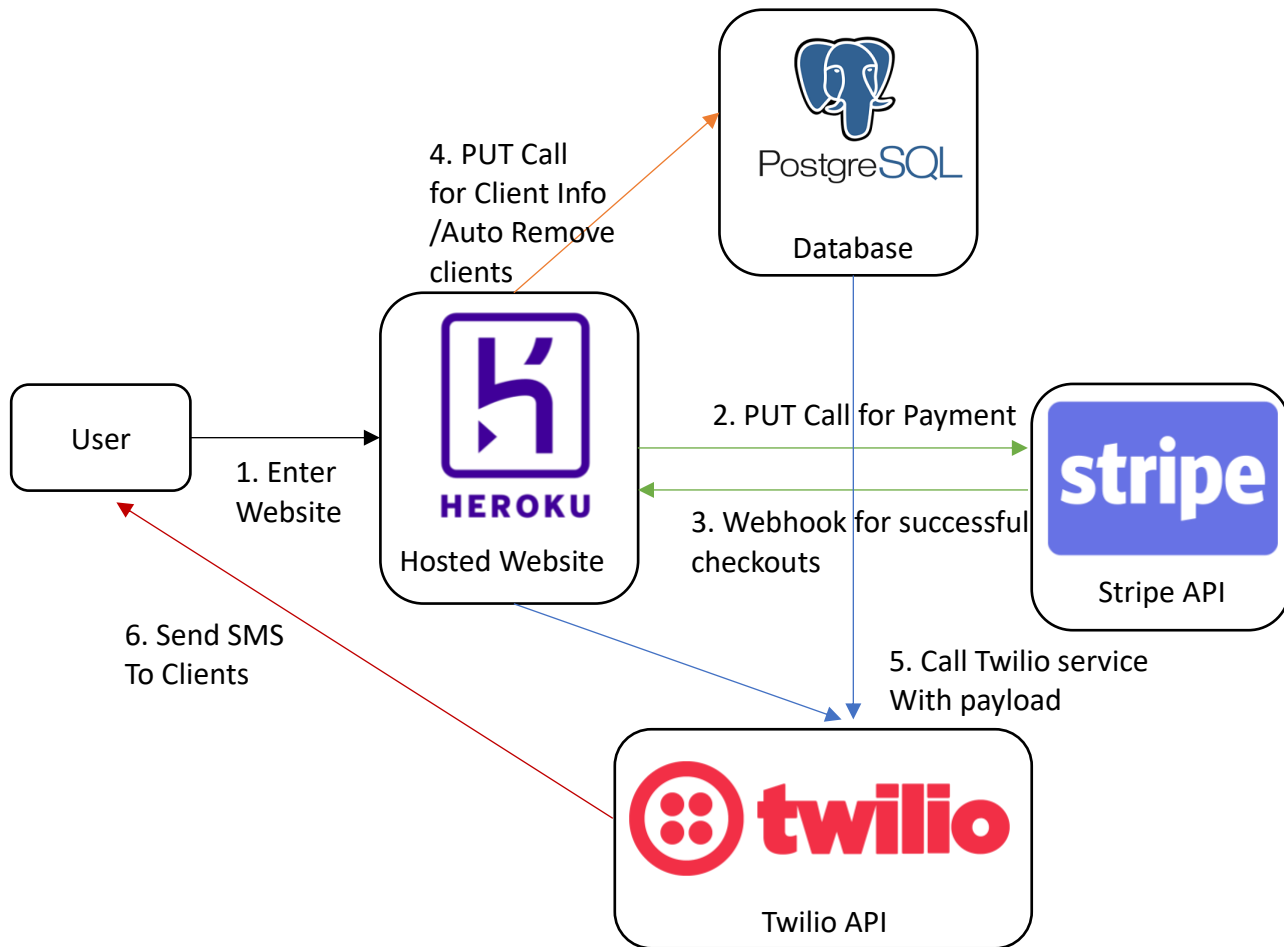 PostgreSQL
Database
4. PUT Call
for Client Info
/Auto Remove
clients
User
1. Enter
Website
HEROKU
Hosted Website
2. PUT Call for Payment
3. Webhook for successful
checkouts
stripe
Stripe API
6. Send SMS
To Clients
5. Call Twilio service
With payload
twilio
Twilio API